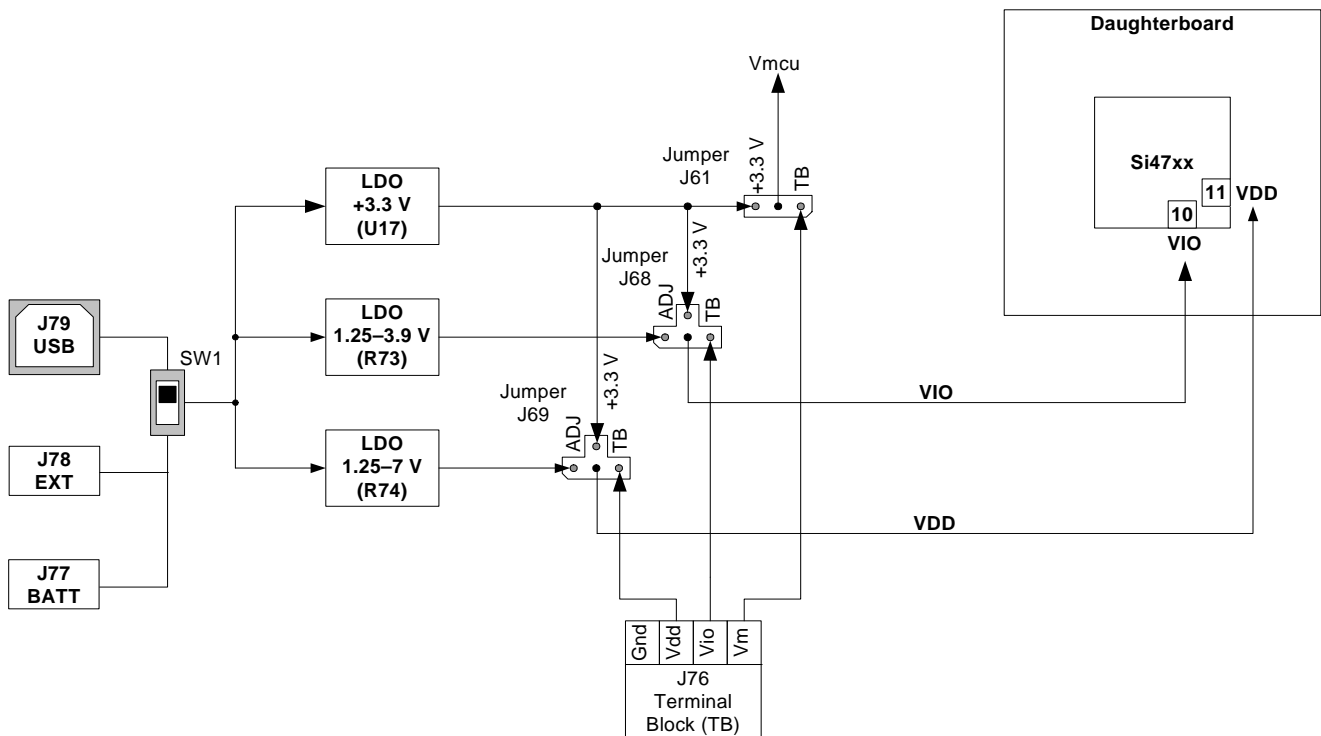 Daughterboard
Vmcu
Jumper
J61
+3.3 V
TB
Si47xx
11
VDD
10
VIO
LDO
+3.3 V
(U17)
Jumper
J68
ADJ
+3.3 V
TB
J79
USB
SW1
LDO
1.25–3.9 V
(R73)
VIO
Jumper
J69
ADJ
+3.3 V
TB
J78
EXT
LDO
1.25–7 V
(R74)
VDD
J77
BATT
Gnd
Vdd
Vio
Vm
J76
Terminal
Block (TB)